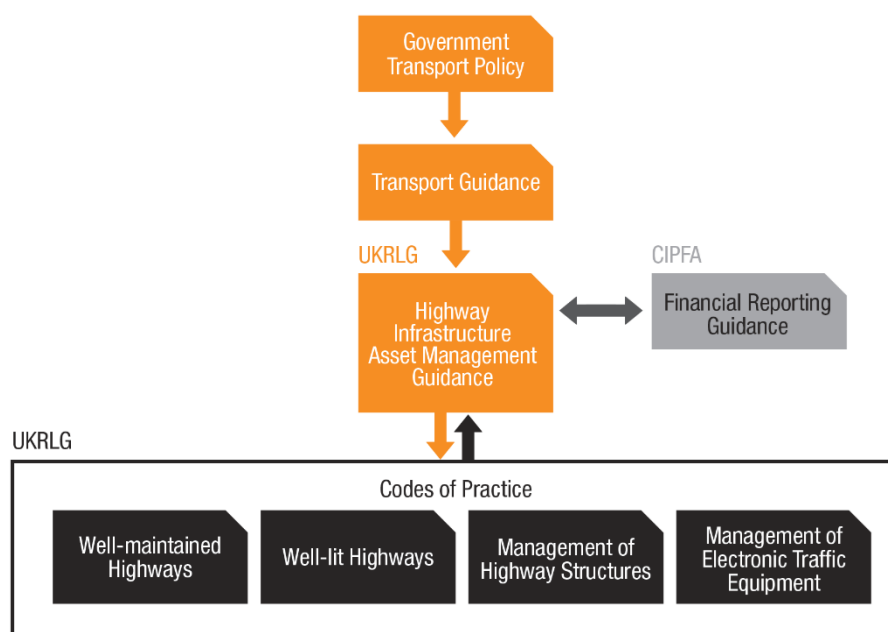 Government
Transport Policy
Transport Guidance
UKRLG
Highway
Infrastructure
Asset Management
Guidance
CIPFA
Financial Reporting
Guidance
UKRLG
Codes of Practice
Well-maintained
Highways
Well-lit Highways
Management of
Highway Structures
Management of
Electronic Traffic
Equipment